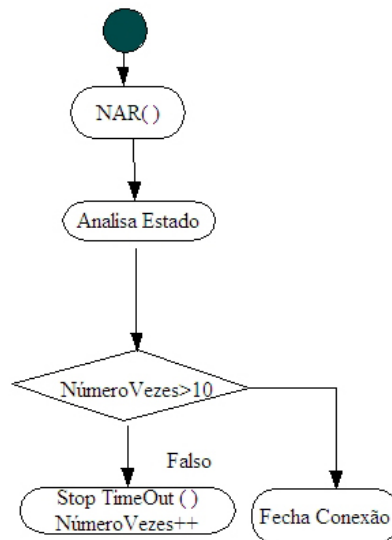 NAR( )
Analisa Estado
NúmeroVezes>10
Falso
Stop TimeOut ( )
NúmeroVezes++
Fecha Conexão